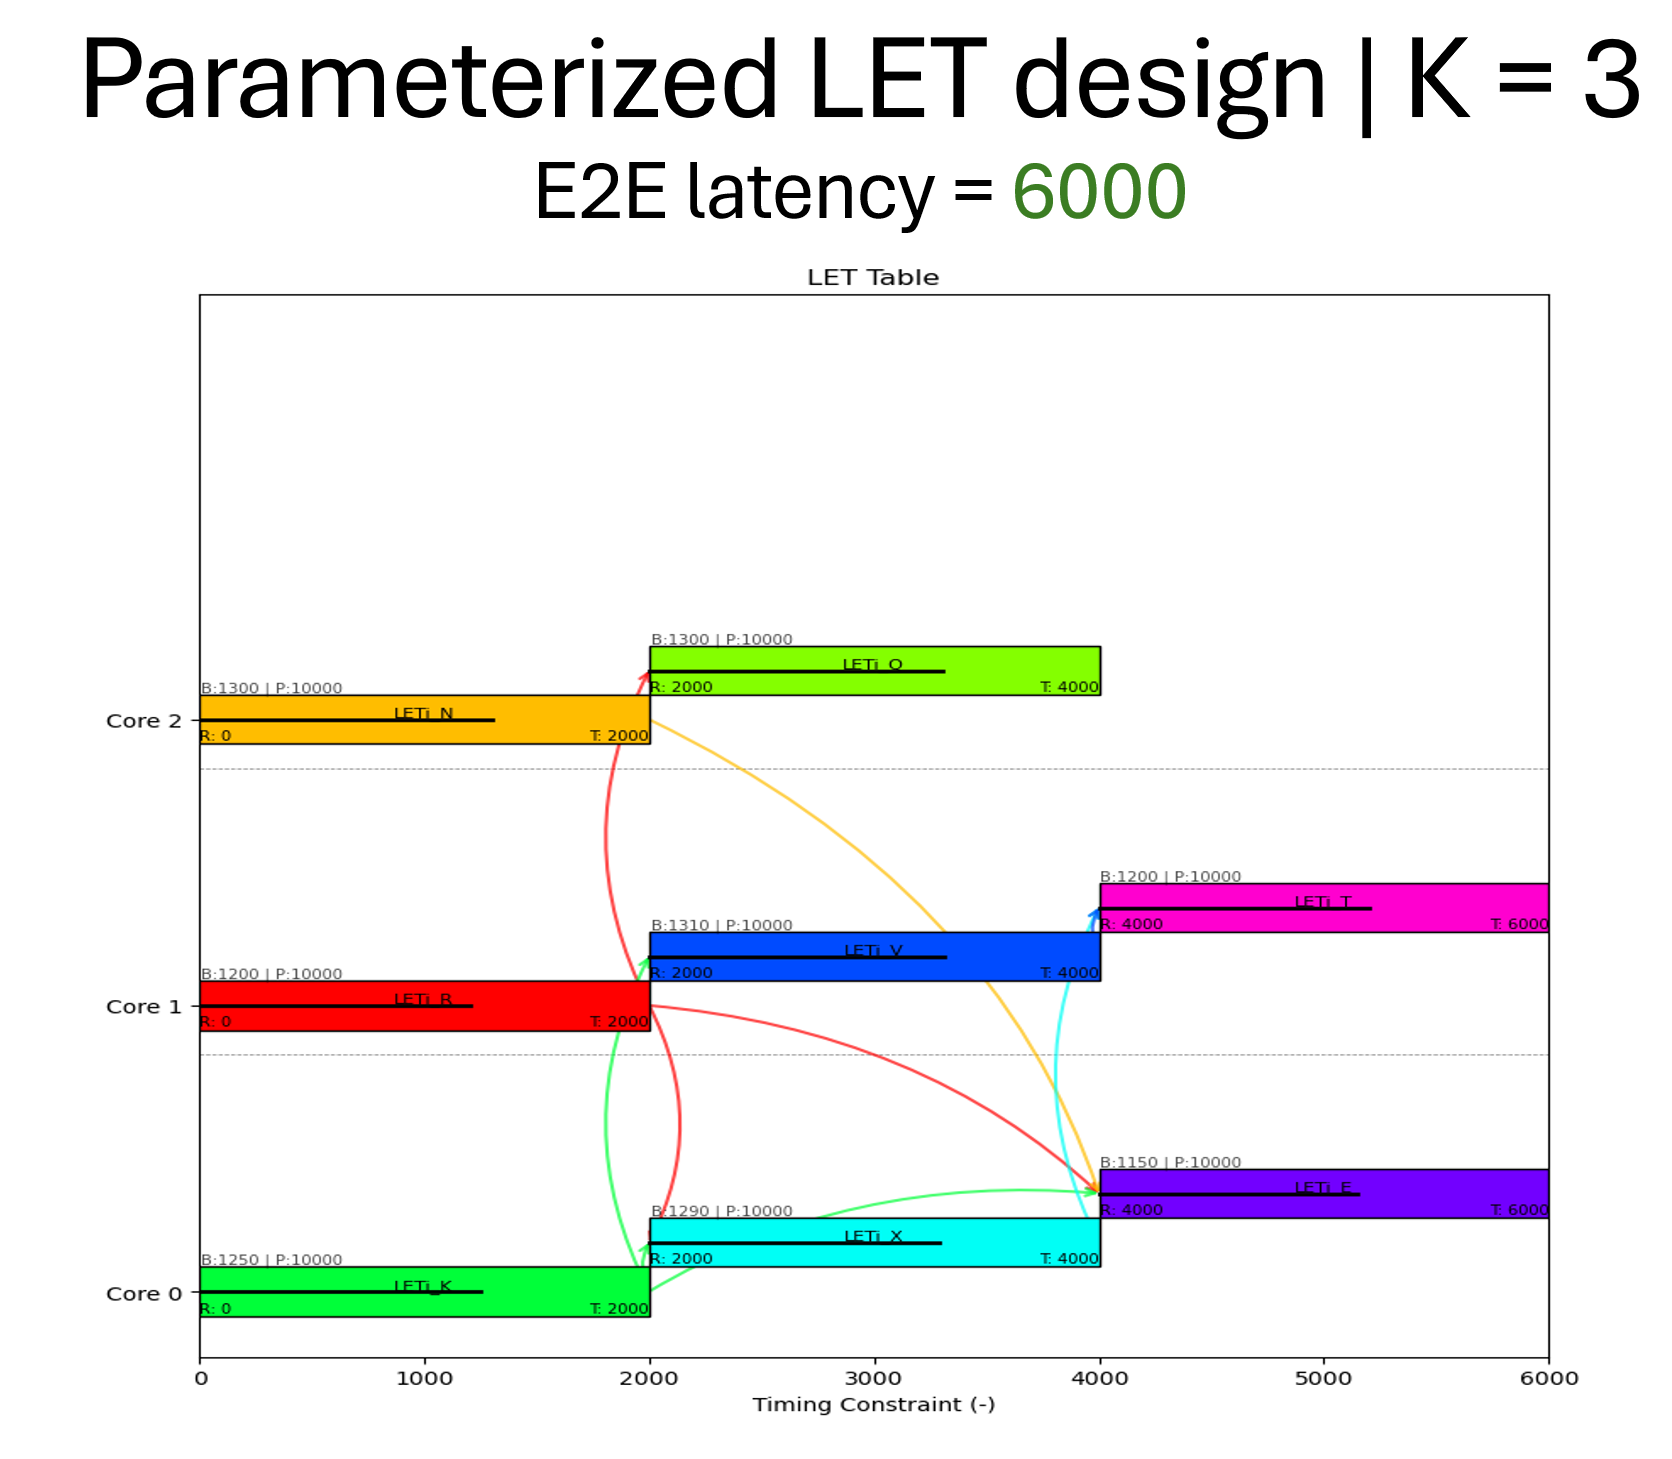 Parameterized LET design | K = 3
E2E latency = 6000
LET Table
B:1300 | P:10000
LETi_O
R: 2000 T: 4000
B:1300 | P:10000
LETi_N
Core 2
R: 0 T: 2000
B:1200 | P:10000
LETi_T
R: 4000 T: 6000
B:1310 | P:10000
LETi_V
R: 2000 T: 4000
B:1200 | P:10000
LETi_R
Core 1
R: 0 T: 2000
B:1150 | P:10000
LETi_E
R: 4000 T: 6000
B:1290 | P:10000
LETi_X
R: 2000 T: 4000
B:1250 | P:10000
LETi_K
Core 0
R: 0 T: 2000
0 1000 2000 3000 4000 5000 6000
Timing Constraint (-)